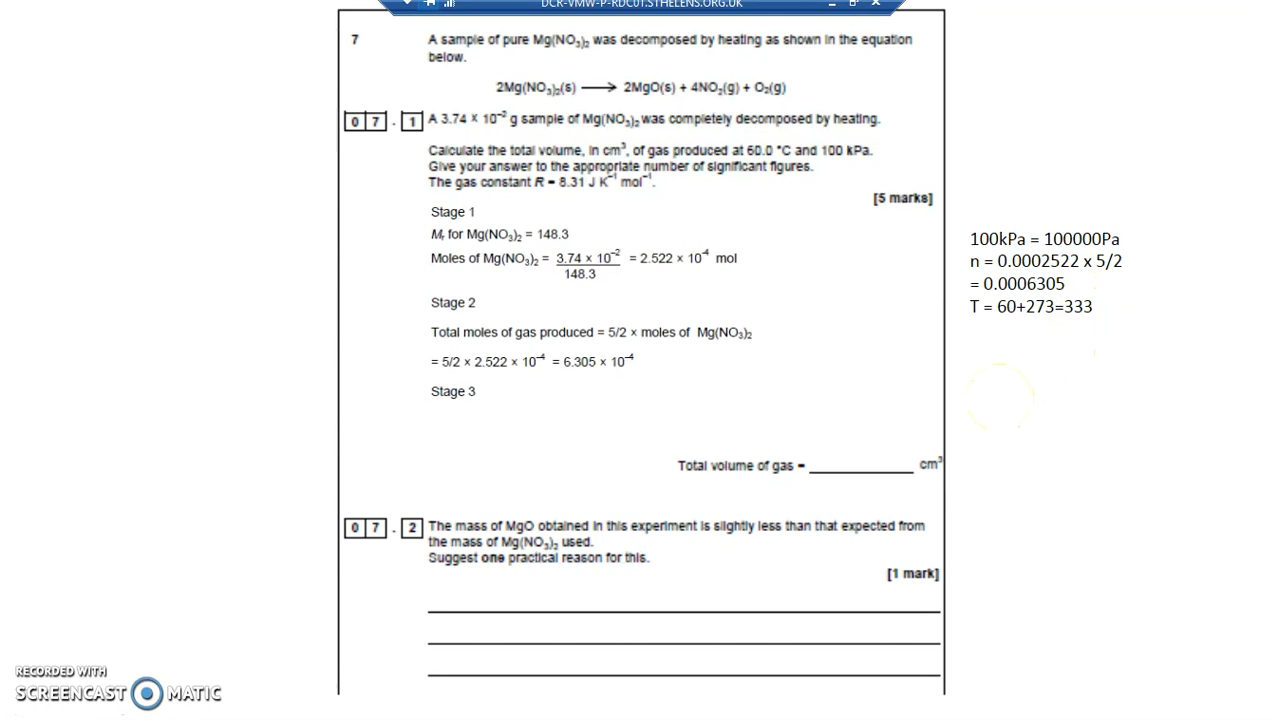 DCR-VMW-P-RDC01.STHELENS.ORG.UK
7
A sample of pure Mg(NO₃)₂ was decomposed by heating as shown in the equation
below.
2Mg(NO₃)₂(s) ⟶ 2MgO(s) + 4NO₂(g) + O₂(g)
0 7 . 1 A 3.74 × 10⁻² g sample of Mg(NO₃)₂ was completely decomposed by heating.
Calculate the total volume, in cm³, of gas produced at 60.0 °C and 100 kPa.
Give your answer to the appropriate number of significant figures.
The gas constant R = 8.31 J K⁻¹ mol⁻¹.
[5 marks]
Stage 1
Mᵣ for Mg(NO₃)₂ = 148.3
Moles of Mg(NO₃)₂ = 3.74 × 10⁻² = 2.522 × 10⁻⁴ mol
148.3
Stage 2
Total moles of gas produced = 5/2 × moles of Mg(NO₃)₂
= 5/2 × 2.522 × 10⁻⁴ = 6.305 × 10⁻⁴
Stage 3
Total volume of gas = ________ cm³
100kPa = 100000Pa
n = 0.0002522 x 5/2
= 0.0006305
T = 60+273=333
0 7 . 2 The mass of MgO obtained in this experiment is slightly less than that expected from
the mass of Mg(NO₃)₂ used.
Suggest one practical reason for this.
[1 mark]
RECORDED WITH
SCREENCAST MATIC